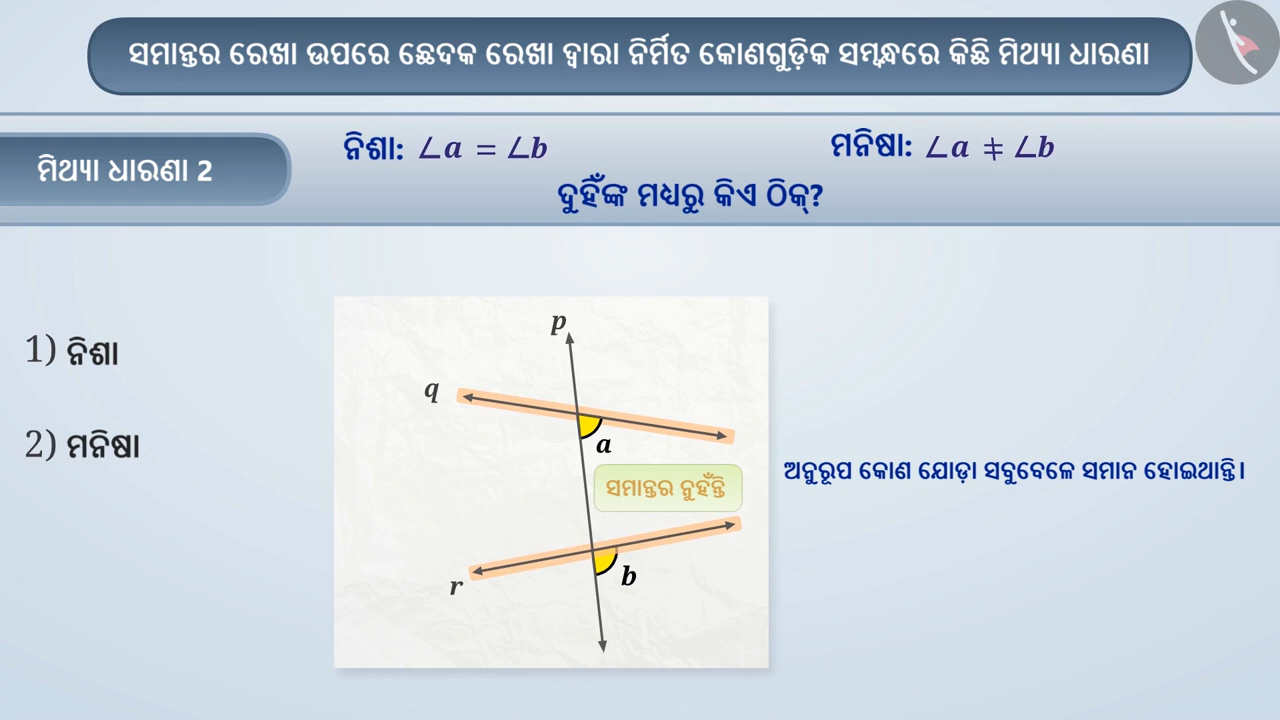 ସମାନ୍ତର ରେଖା ଉପରେ ଛେଦକ ରେଖା ଦ୍ୱାରା ନିର୍ମିତ କୋଣଗୁଡ଼ିକ ସମ୍ବନ୍ଧରେ କିଛି ମିଥ୍ୟା ଧାରଣା
ମିଥ୍ୟା ଧାରଣା 2
ନିଶା: ∠a = ∠b
ମନିଷା: ∠a ≠ ∠b
ଦୁହିଁଙ୍କ ମଧ୍ୟରୁ କିଏ ଠିକ୍?
1) ନିଶା
2) ମନିଷା
p
q
a
ସମାନ୍ତର ନୁହଁନ୍ତି
r
b
ଅନୁରୂପ କୋଣ ଯୋଡ଼ା ସବୁବେଳେ ସମାନ ହୋଇଥାନ୍ତି।